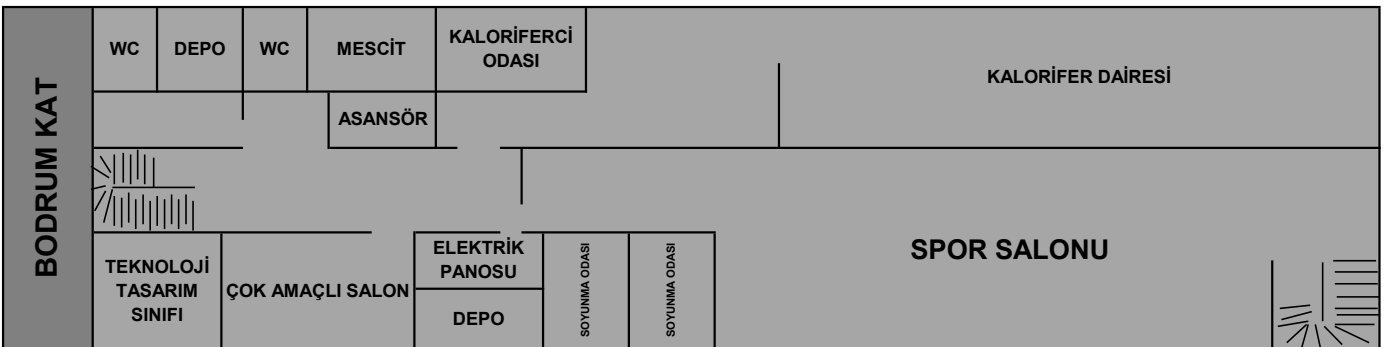 BODRUM KAT
WC
DEPO
WC
MESCİT
KALORİFERCİ
ODASI
KALORİFER DAİRESİ
ASANSÖR
TEKNOLOJİ
TASARIM
SINIFI
ÇOK AMAÇLI SALON
ELEKTRİK
PANOSU
DEPO
SOYUNMA ODASI
SOYUNMA ODASI
SPOR SALONU